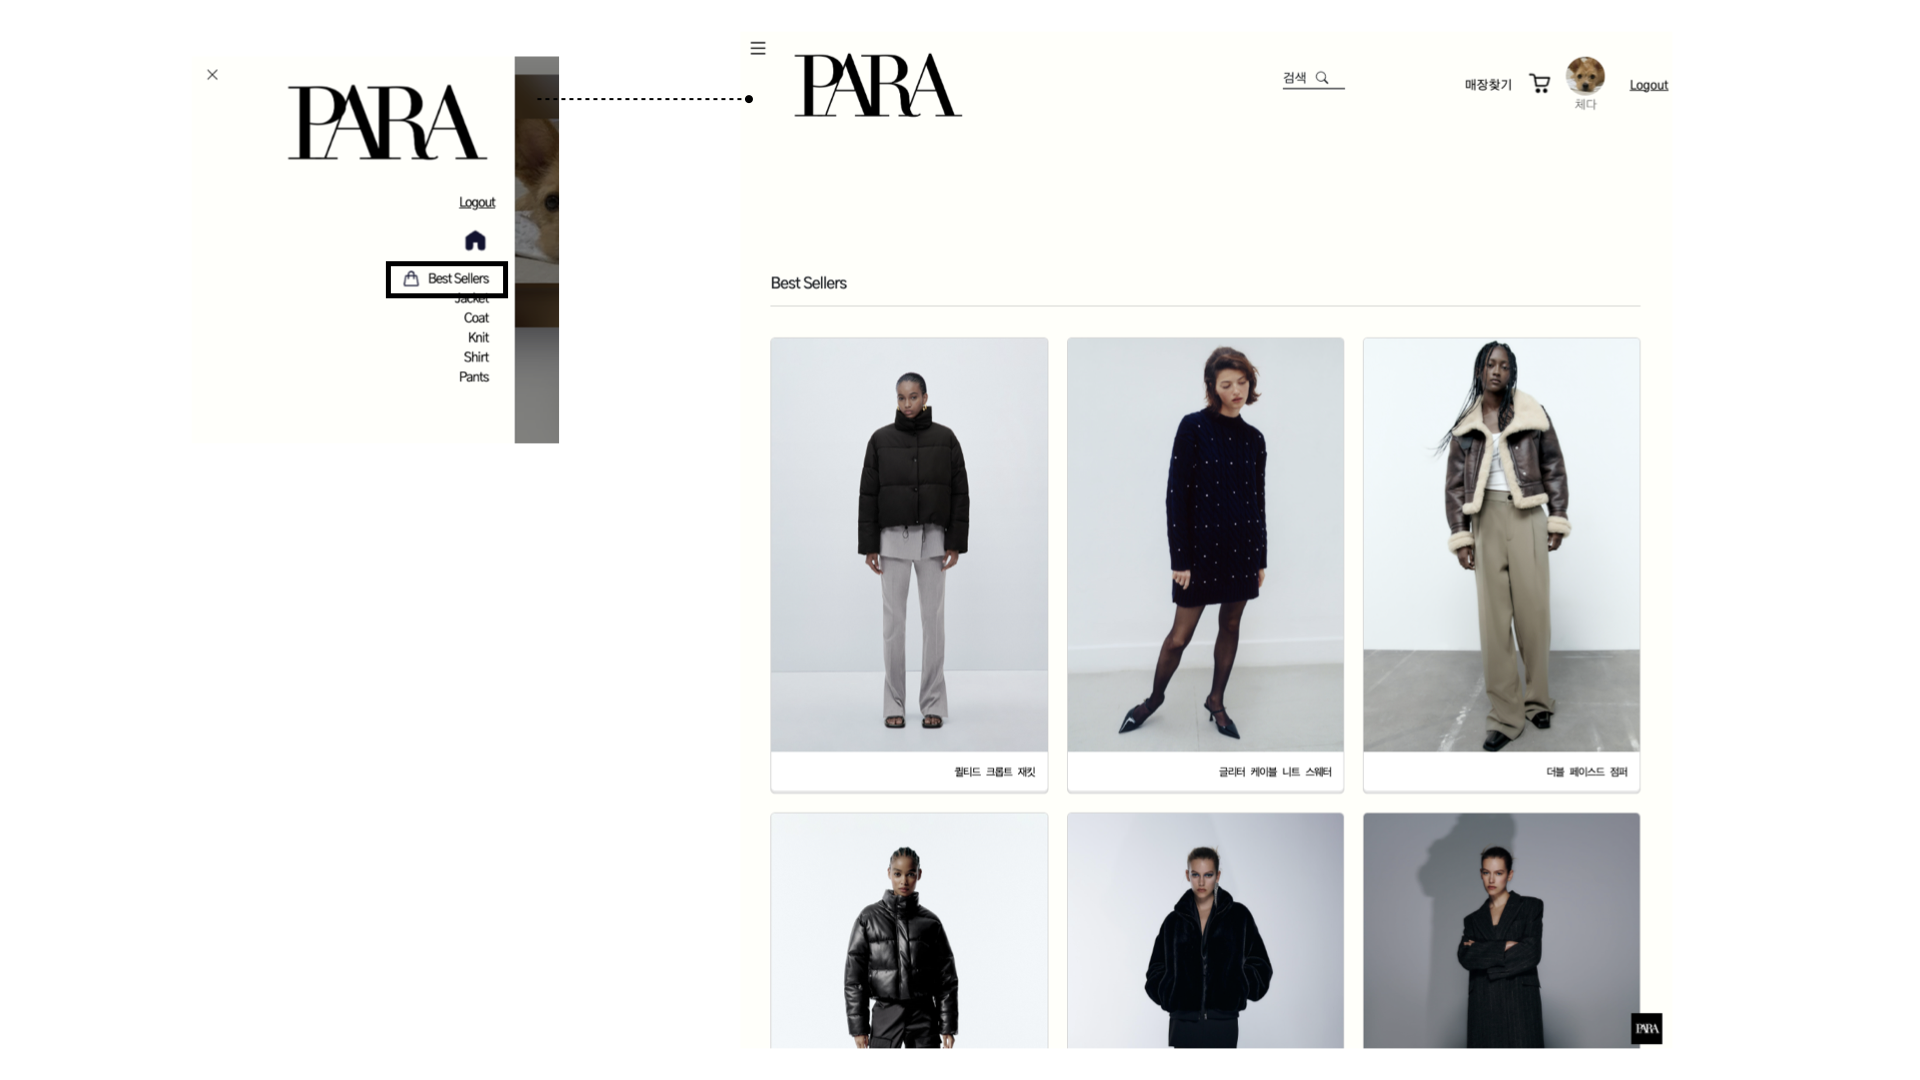 PARA
Logout
Best Sellers
Jacket
Coat
Knit
Shirt
Pants
PARA
검색
매장찾기
체다
Logout
Best Sellers
퀼티드 크롭트 재킷
글리터 케이블 니트 스웨터
더블 페이스드 점퍼
PARA